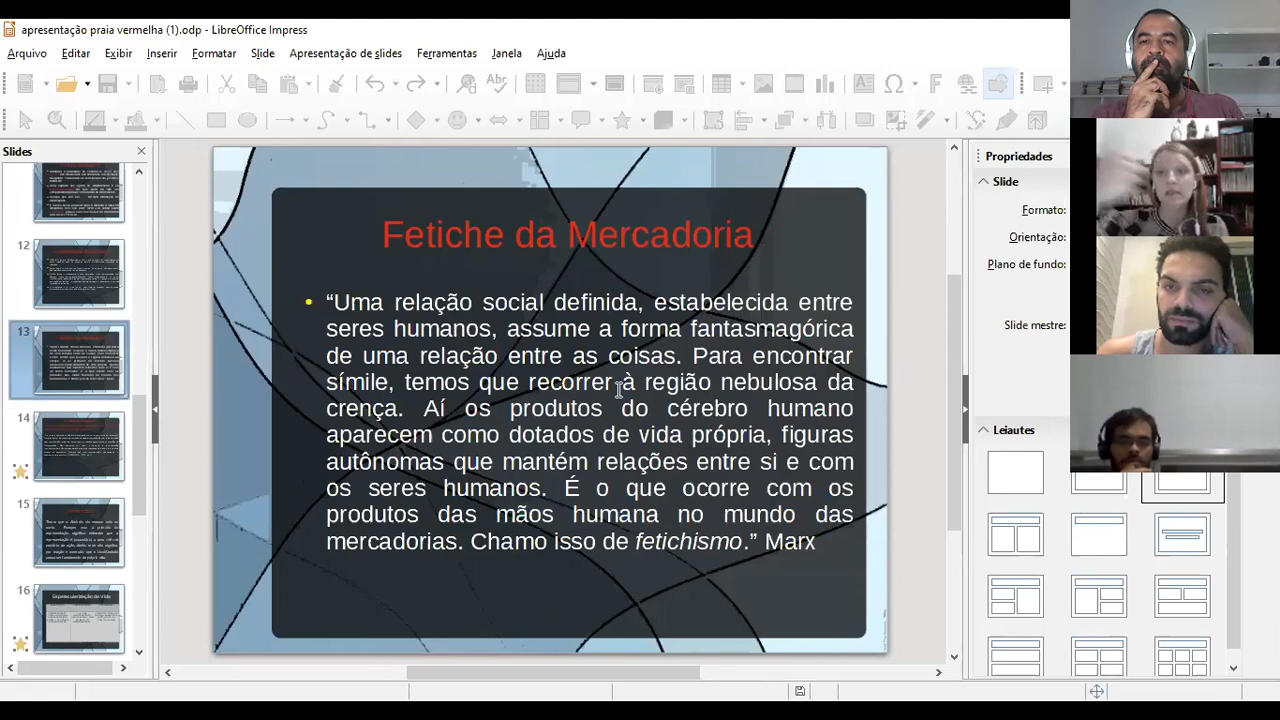 apresentação praia vermelha (1).odp - LibreOffice Impress
Arquivo Editar Exibir Inserir Formatar Slide Apresentação de slides Ferramentas Janela Ajuda
Slides
12
13
14
15
16
Fetiche da Mercadoria
• “Uma relação social definida, estabelecida entre
seres humanos, assume a forma fantasmagórica
de uma relação entre as coisas. Para encontrar
símile, temos que recorrer à região nebulosa da
crença. Aí os produtos do cérebro humano
aparecem como dotados de vida própria, figuras
autônomas que mantém relações entre si e com
os seres humanos. É o que ocorre com os
produtos das mãos humana no mundo das
mercadorias. Chamo isso de fetichismo.” Marx
Propriedades
Slide
Formato:
Orientação:
Plano de fundo:
Slide mestre:
Leiautes